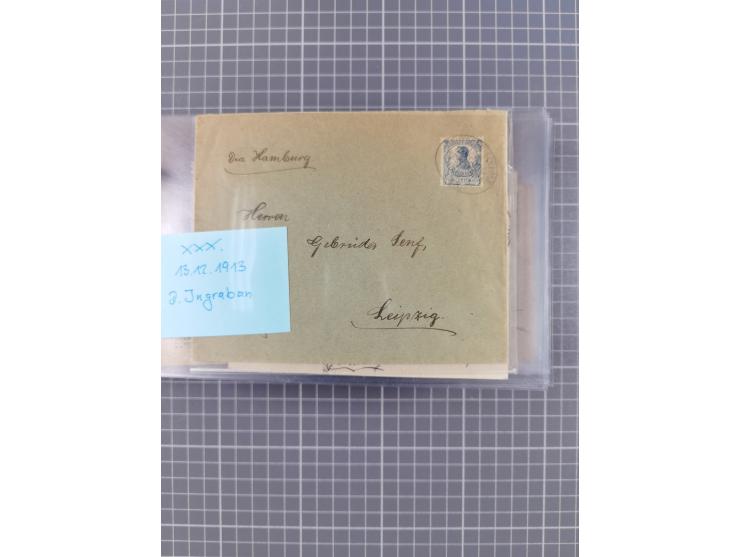 Via Hamburg
Herren
Gebrüder Senf,
Leipzig.
XXX.
13.12.1913
D. Ingraban